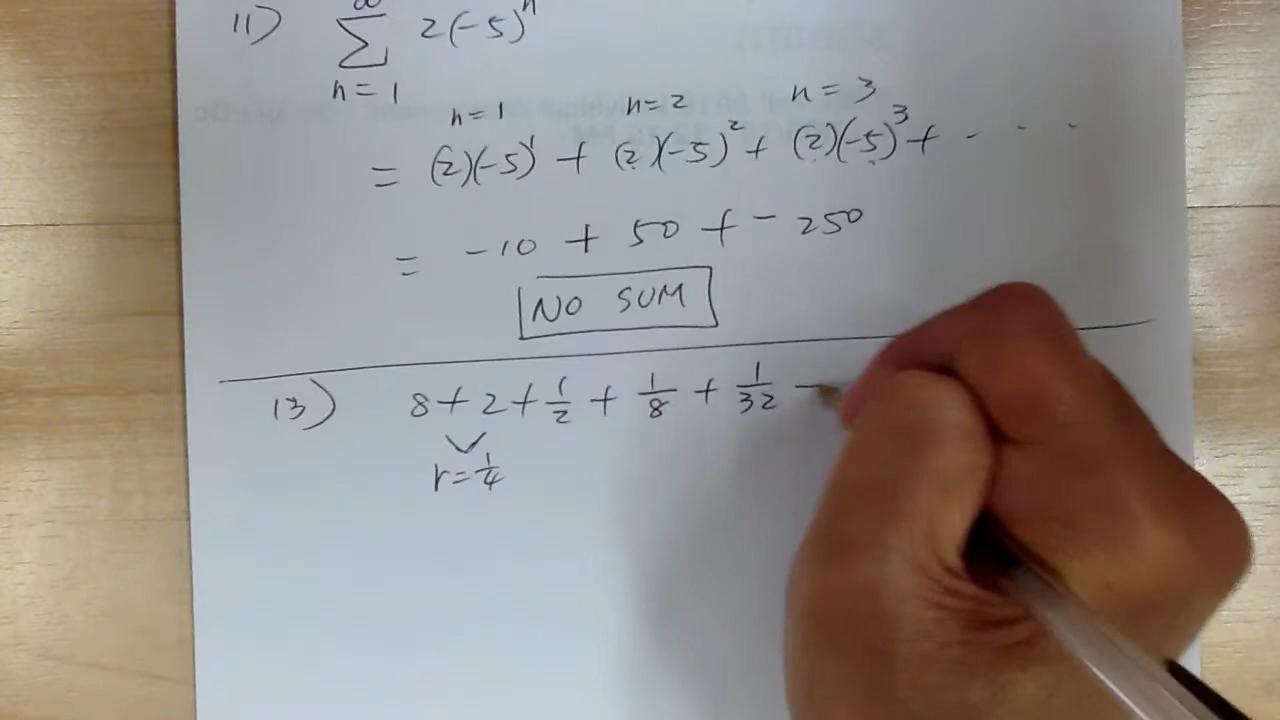 11) ∞ Σ n=1 2(-5)^n
n=1 n=2 n=3
= (2)(-5)^1 + (2)(-5)^2 + (2)(-5)^3 + - - -
= -10 + 50 + -250
NO SUM
13) 8+2+1/2 + 1/8 + 1/32
r=1/4